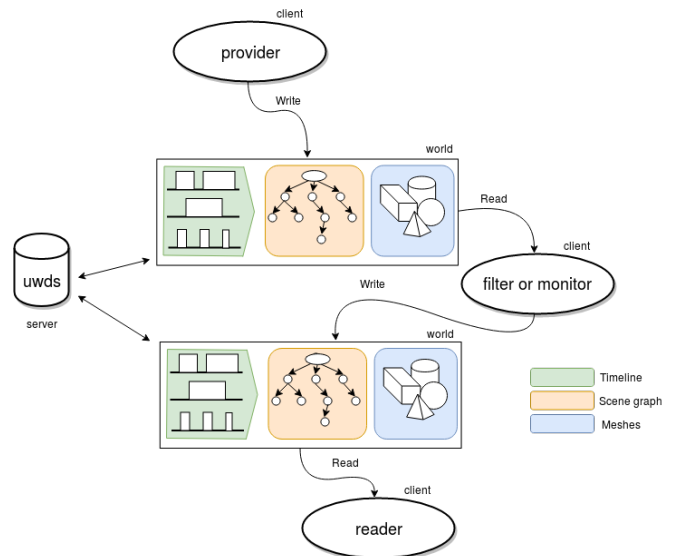 client
provider
Write
world
Read
client
uwds
filter or monitor
server
Write
world
Timeline
Scene graph
Meshes
Read
client
reader